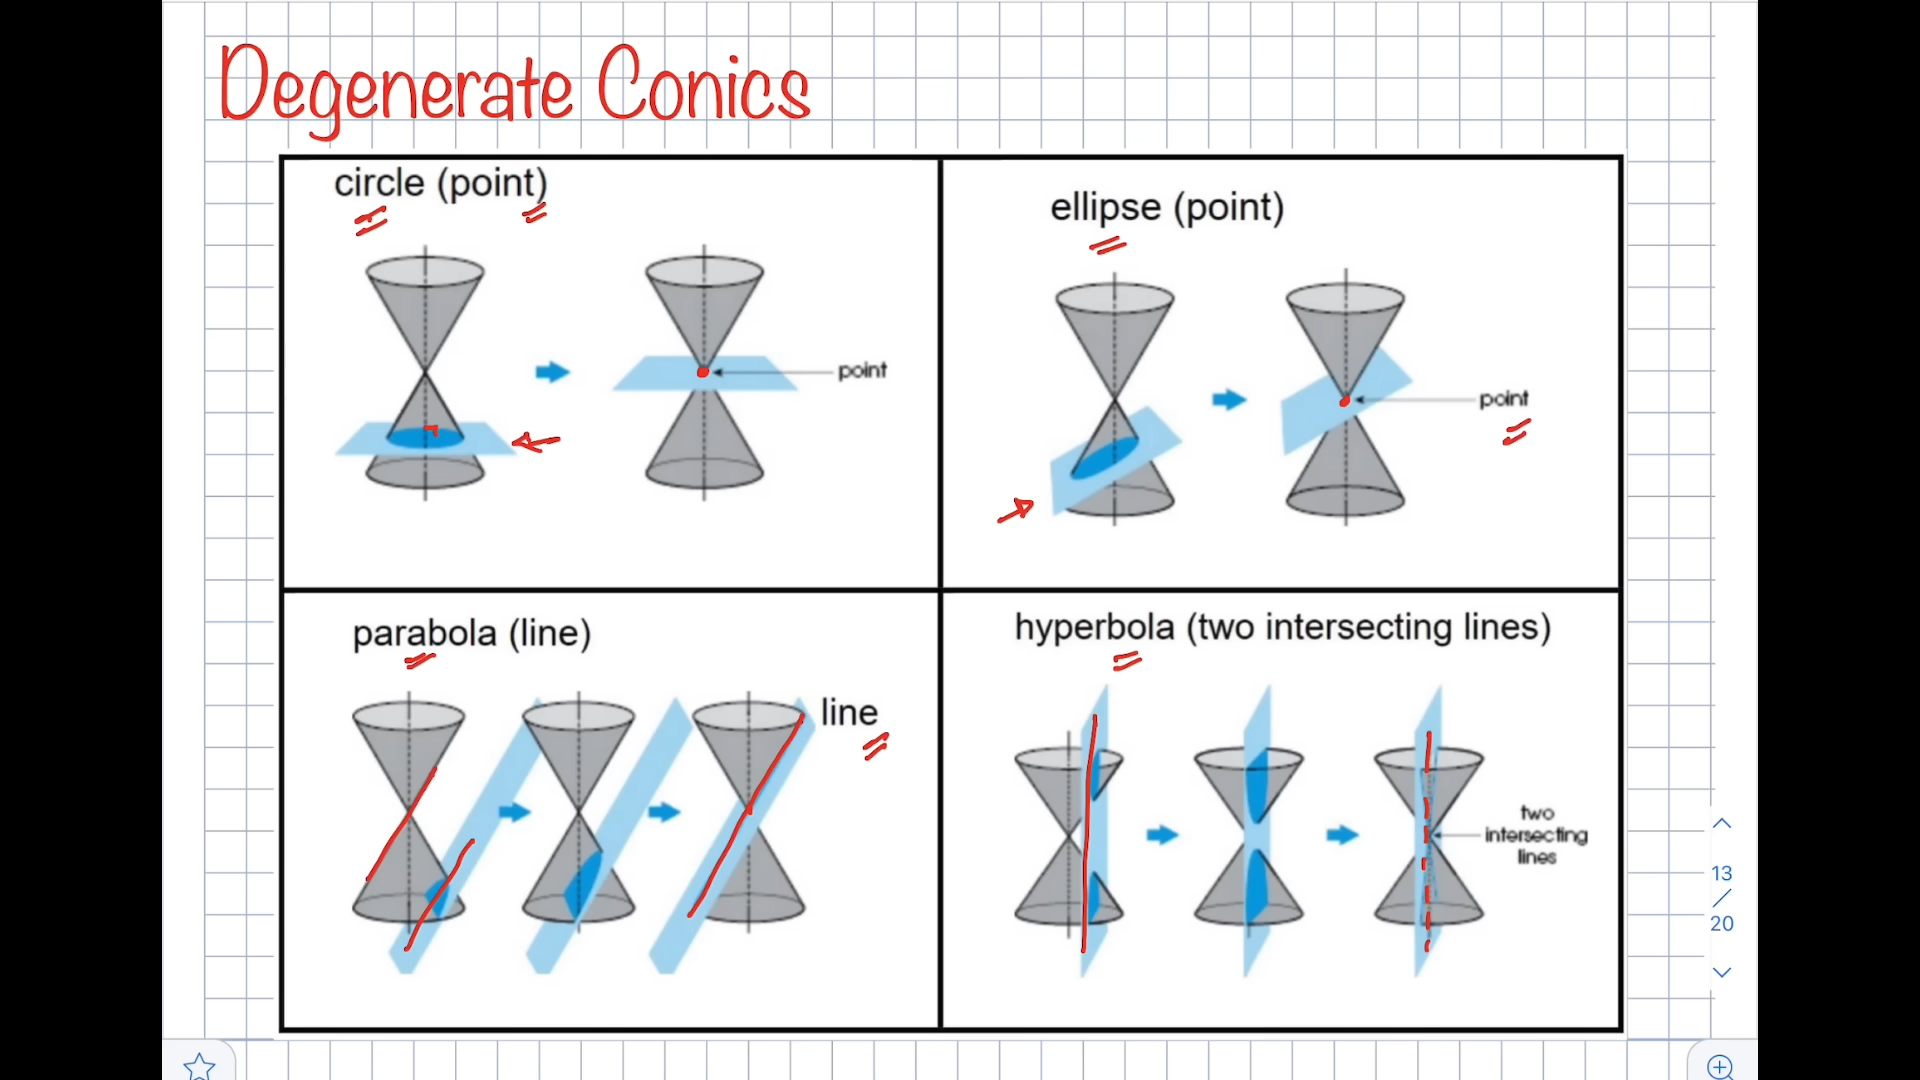 Degenerate Conics
circle (point)
point
ellipse (point)
point
parabola (line)
line
hyperbola (two intersecting lines)
two
intersecting
lines
13
/
20